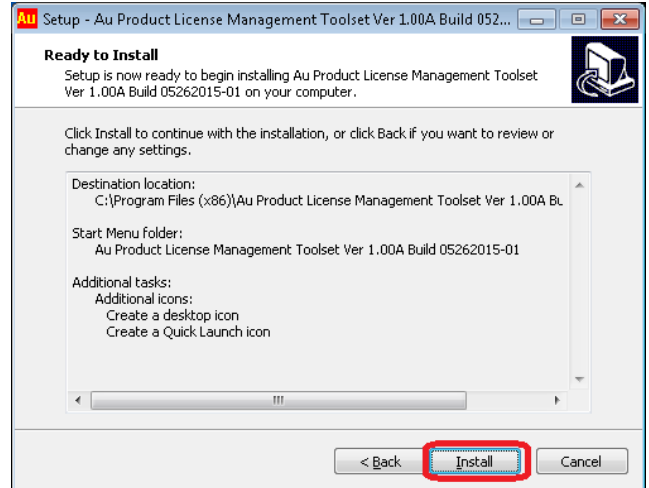 Au Setup - Au Product License Management Toolset Ver 1.00A Build 052...
Ready to Install
Setup is now ready to begin installing Au Product License Management Toolset
Ver 1.00A Build 05262015-01 on your computer.
Click Install to continue with the installation, or click Back if you want to review or
change any settings.
Destination location:
C:\Program Files (x86)\Au Product License Management Toolset Ver 1.00A Bu
Start Menu folder:
Au Product License Management Toolset Ver 1.00A Build 05262015-01
Additional tasks:
Additional icons:
Create a desktop icon
Create a Quick Launch icon
< Back Install Cancel